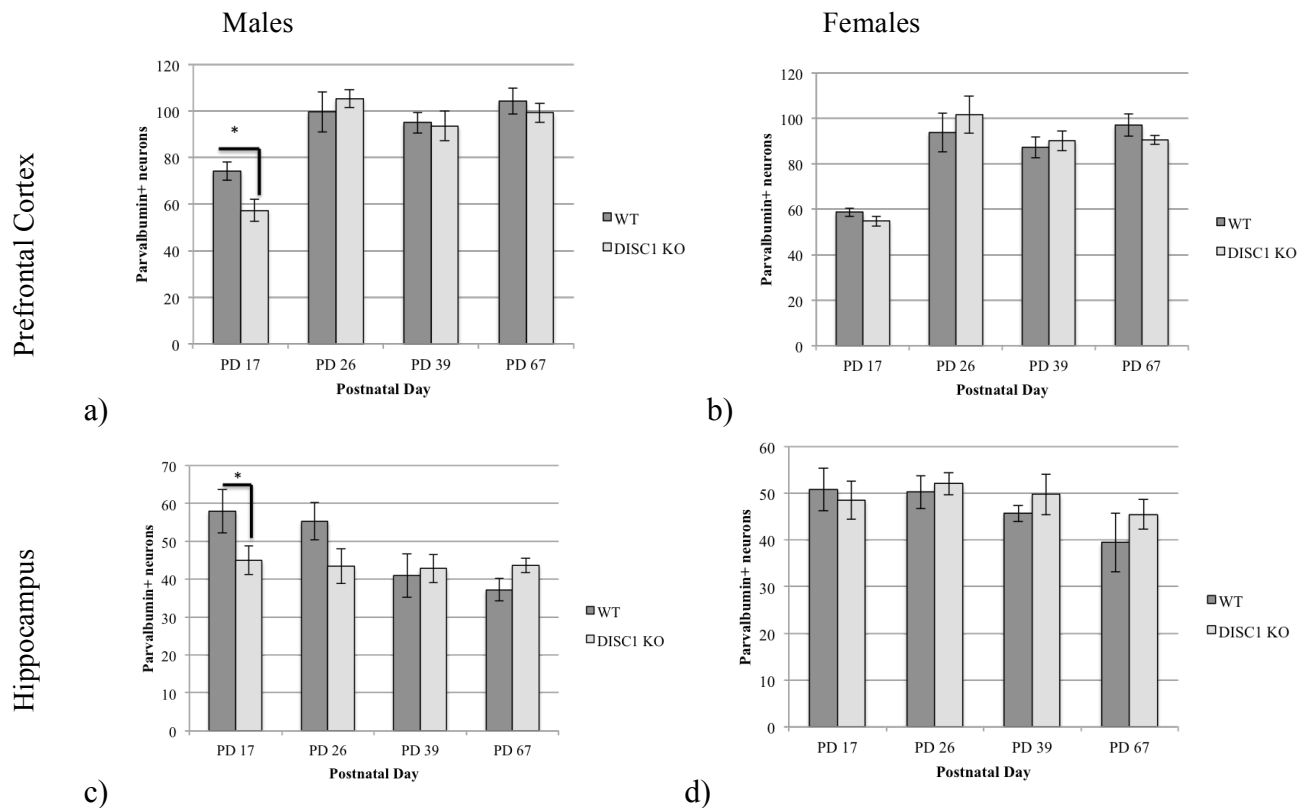 Males
Females
Prefrontal Cortex
Parvalbumin+ neurons
120
100
80
60
40
20
0
*
PD 17
PD 26
PD 39
PD 67
Postnatal Day
WT
DISC1 KO
a)
Parvalbumin+ neurons
120
100
80
60
40
20
0
PD 17
PD 26
PD 39
PD 67
Postnatal Day
WT
DISC1 KO
b)
Hippocampus
Parvalbumin+ neurons
70
60
50
40
30
20
10
0
*
PD 17
PD 26
PD 39
PD 67
Postnatal Day
WT
DISC1 KO
c)
Parvalbumin+ neurons
60
50
40
30
20
10
0
PD 17
PD 26
PD 39
PD 67
Postnatal Day
WT
DISC1 KO
d)